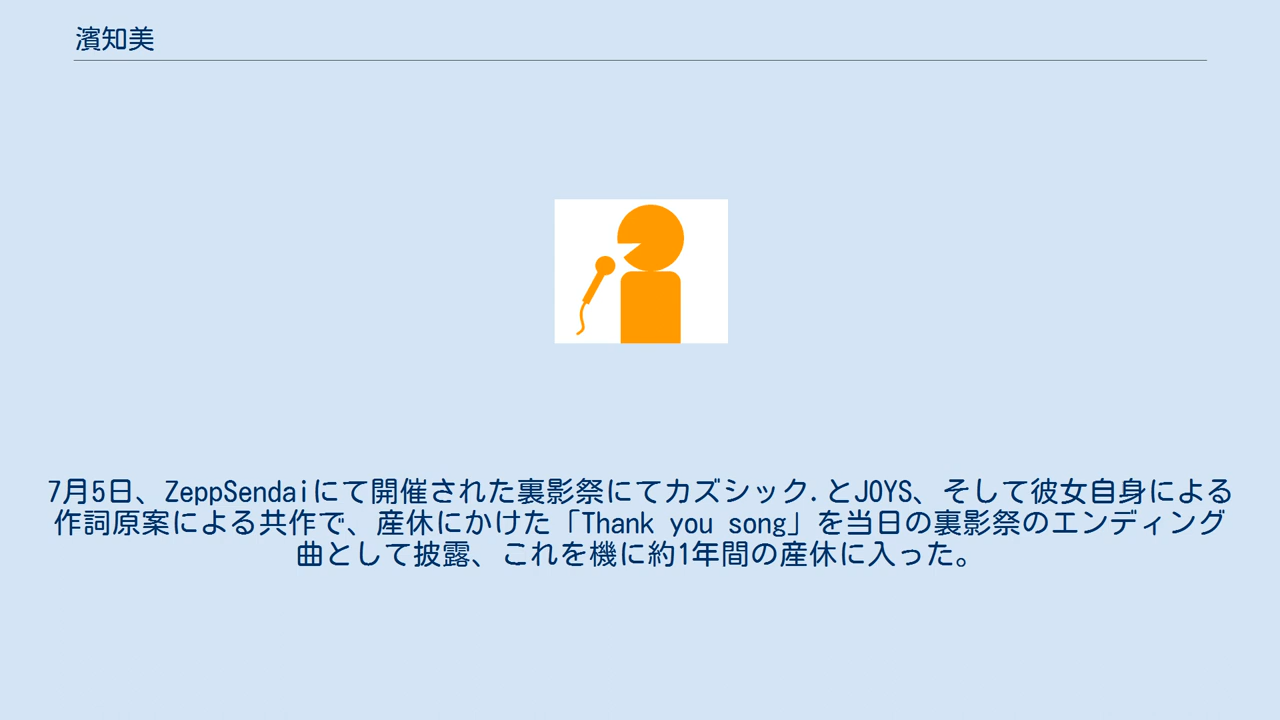 濱知美
7月5日、ZeppSendaiにて開催された裏影祭にてカズシック.とJOYS、そして彼女自身による
作詞原案による共作で、産休にかけた「Thank you song」を当日の裏影祭のエンディング
曲として披露、これを機に約1年間の産休に入った。